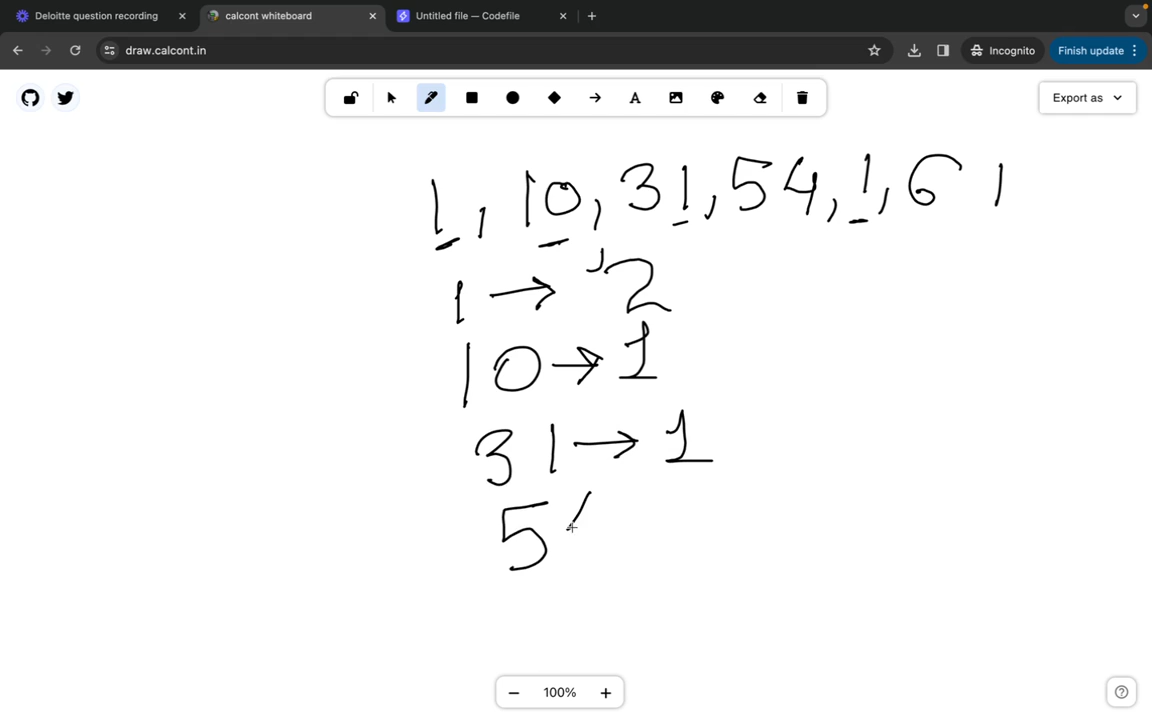 Deloitte question recording
calcont whiteboard
Untitled file — Codefile
draw.calcont.in
Incognito
Finish update
A
Export as
1, 10, 31, 54, 1, 61
1 → 2
10 → 1
31 → 1
5
100%